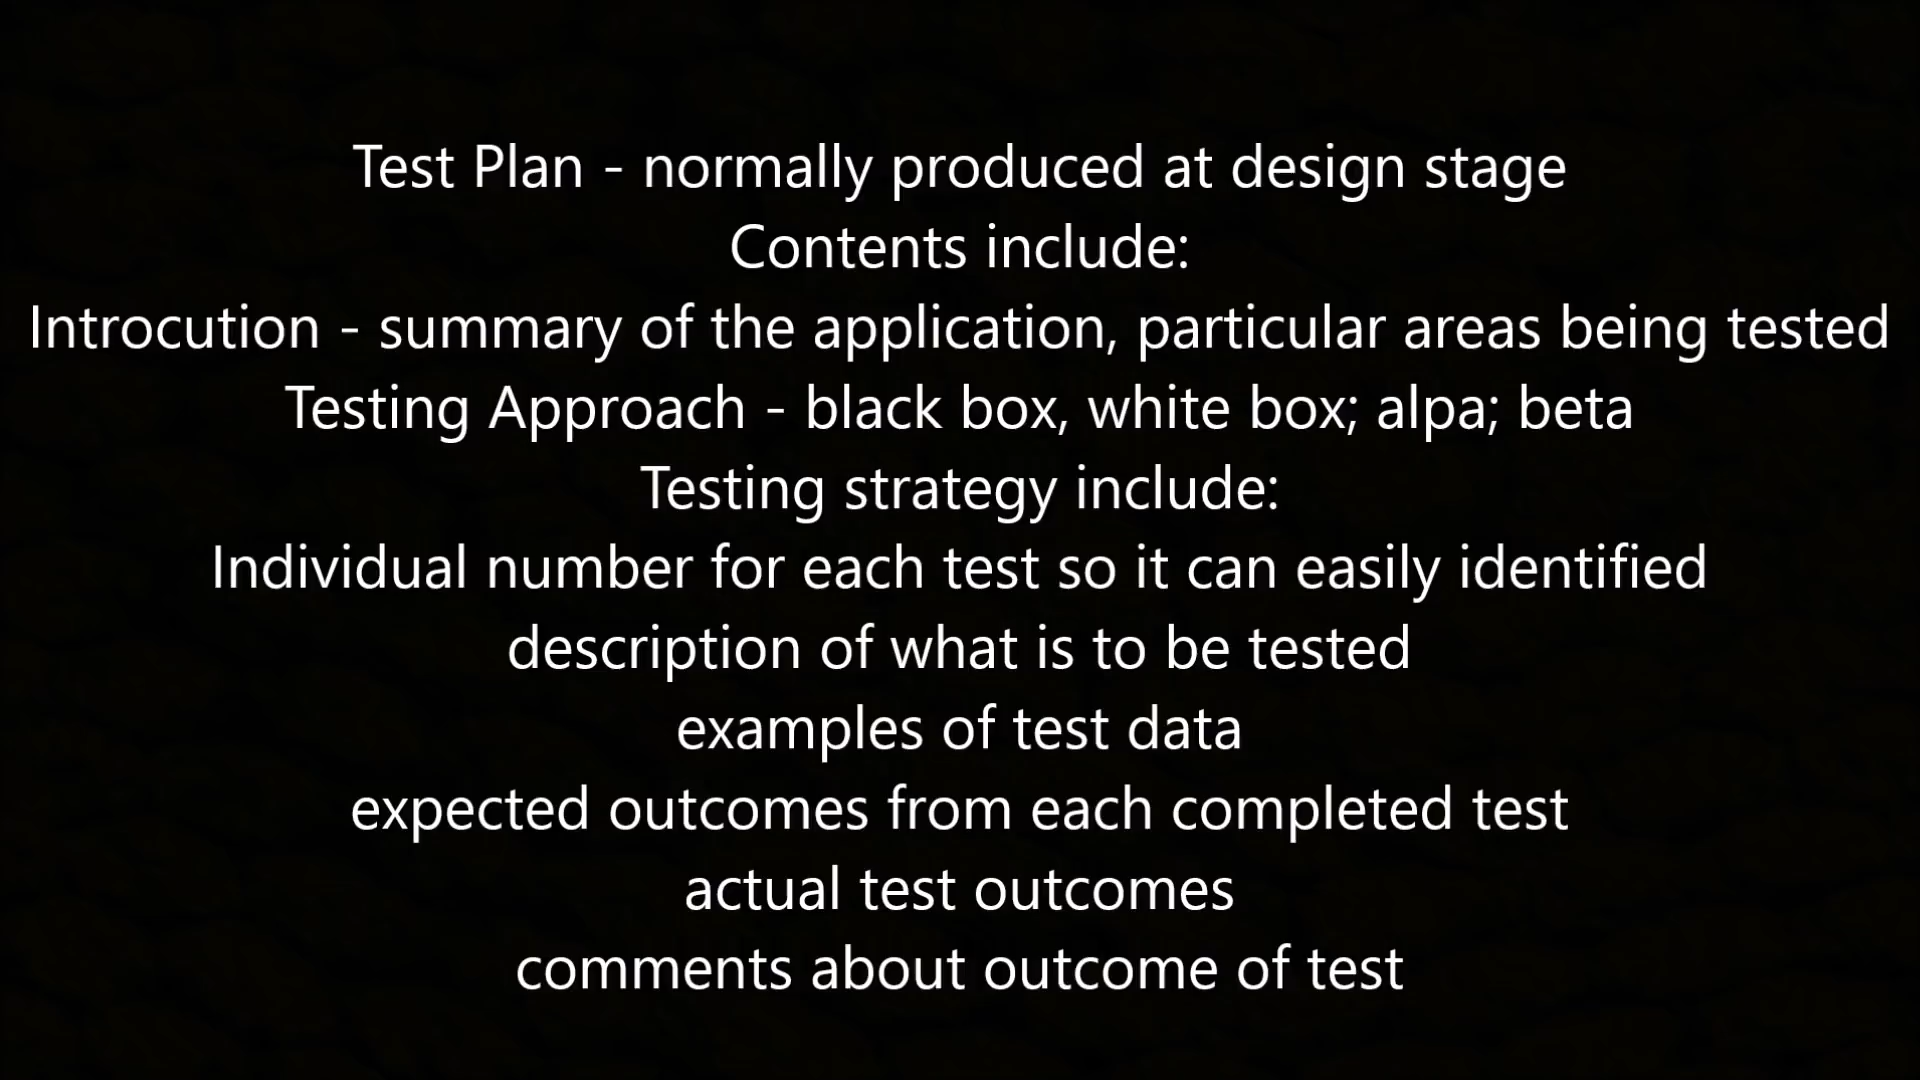 Test Plan - normally produced at design stage
Contents include:
Introcution - summary of the application, particular areas being tested
Testing Approach - black box, white box; alpa; beta
Testing strategy include:
Individual number for each test so it can easily identified
description of what is to be tested
examples of test data
expected outcomes from each completed test
actual test outcomes
comments about outcome of test